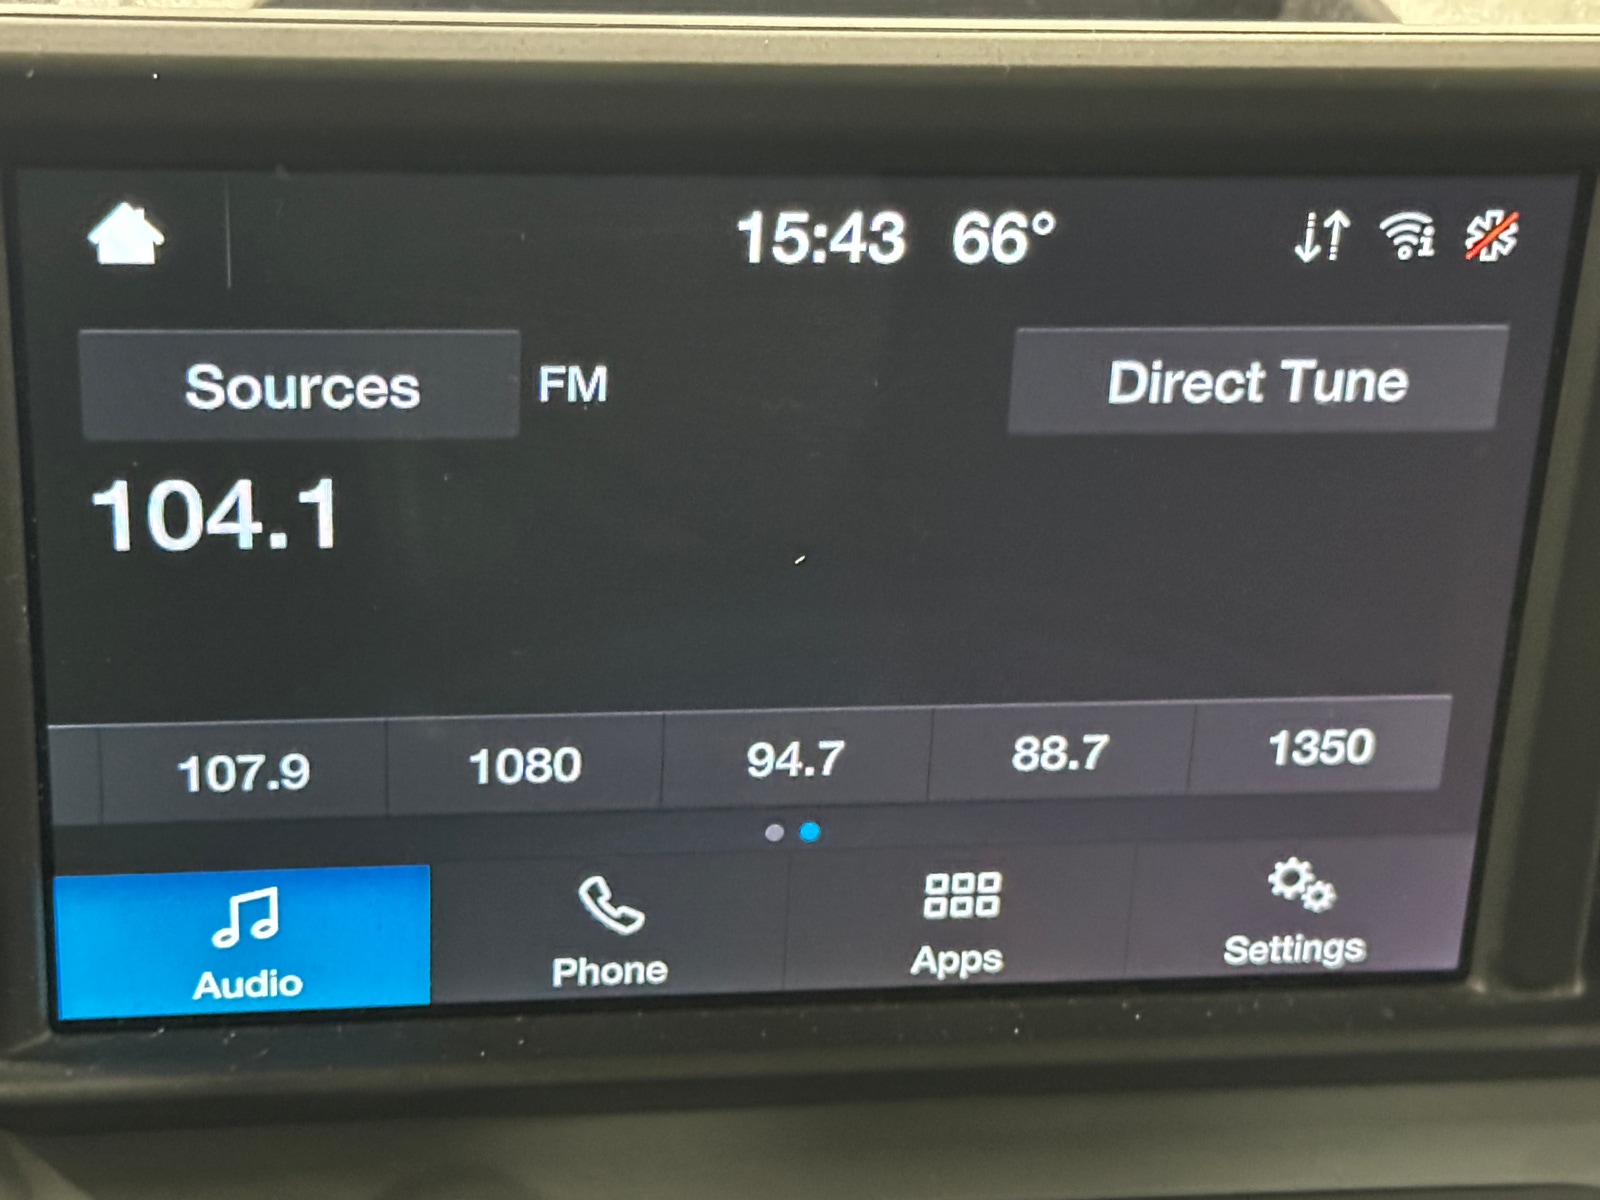 15:43 66°
Sources FM Direct Tune
104.1
107.9 1080 94.7 88.7 1350
Audio Phone Apps Settings